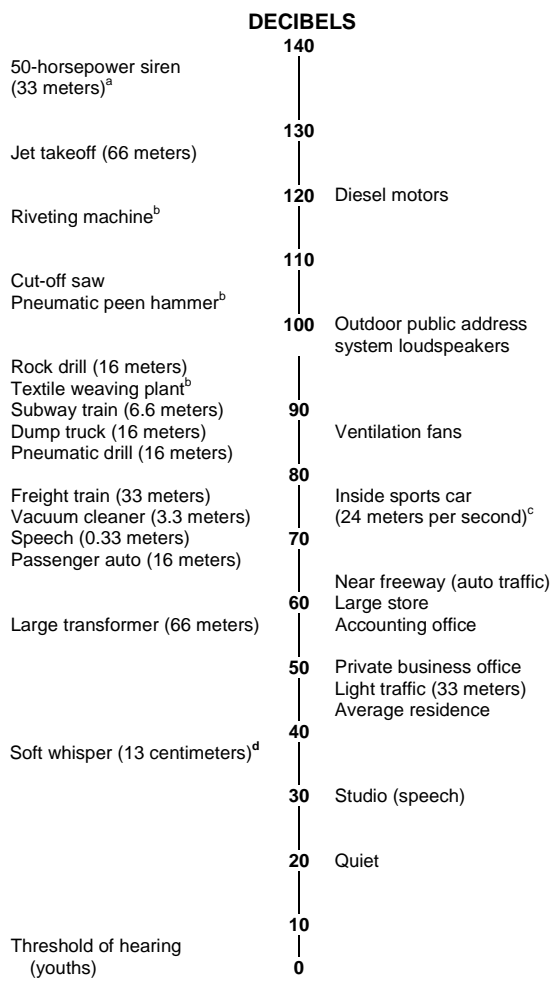 DECIBELS
140
50-horsepower siren
(33 meters)a
130
Jet takeoff (66 meters)
120 Diesel motors
Riveting machineb
110
Cut-off saw
Pneumatic peen hammerb
100 Outdoor public address
system loudspeakers
Rock drill (16 meters)
Textile weaving plantb
Subway train (6.6 meters) 90
Dump truck (16 meters) Ventilation fans
Pneumatic drill (16 meters)
80
Freight train (33 meters) Inside sports car
Vacuum cleaner (3.3 meters) (24 meters per second)c
Speech (0.33 meters) 70
Passenger auto (16 meters)
Near freeway (auto traffic)
60 Large store
Large transformer (66 meters) Accounting office
50 Private business office
Light traffic (33 meters)
Average residence
40
Soft whisper (13 centimeters)d
30 Studio (speech)
20 Quiet
10
Threshold of hearing
(youths) 0